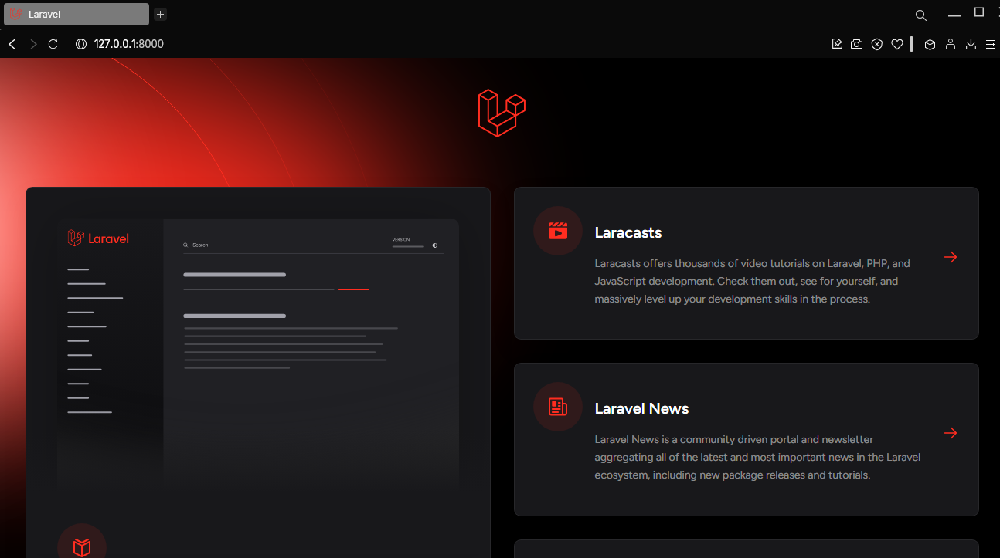 Laravel
127.0.0.1:8000
Laravel
Search
VERSION
Laracasts
Laracasts offers thousands of video tutorials on Laravel, PHP, and
JavaScript development. Check them out, see for yourself, and
massively level up your development skills in the process.
Laravel News
Laravel News is a community driven portal and newsletter
aggregating all of the latest and most important news in the Laravel
ecosystem, including new package releases and tutorials.